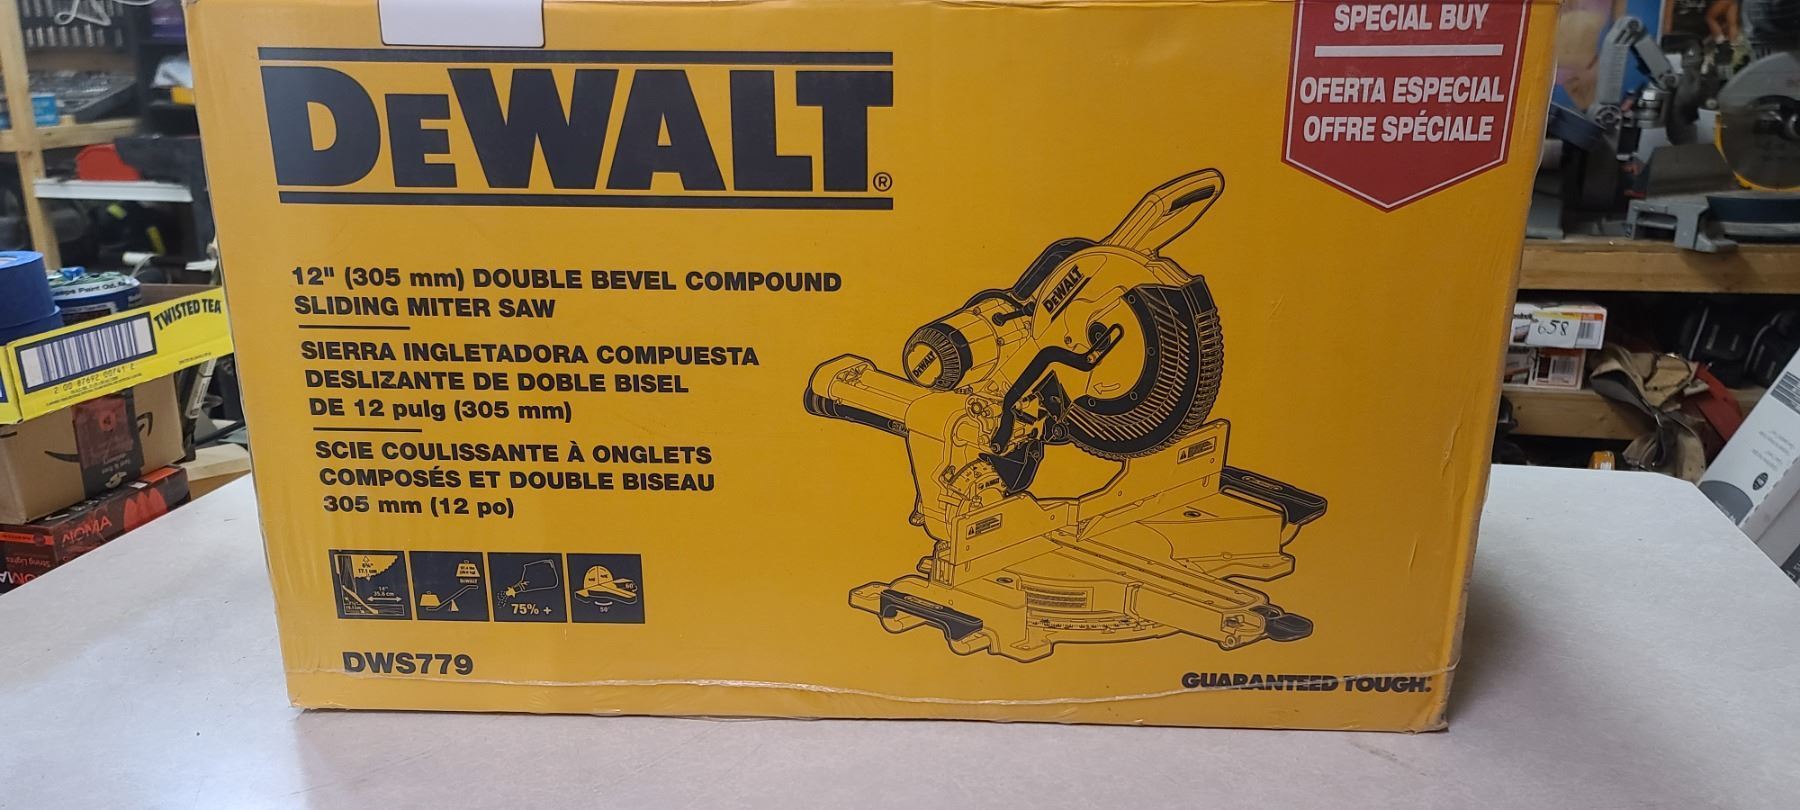 DEWALT®
SPECIAL BUY
OFERTA ESPECIAL
OFFRE SPÉCIALE
12" (305 mm) DOUBLE BEVEL COMPOUND
SLIDING MITER SAW
SIERRA INGLETADORA COMPUESTA
DESLIZANTE DE DOBLE BISEL
DE 12 pulg (305 mm)
SCIE COULISSANTE À ONGLETS
COMPOSÉS ET DOUBLE BISEAU
305 mm (12 po)
DEWALT
DEWALT
75% +
DWS779
GUARANTEED TOUGH.
TWISTED TEA
NOMA
658